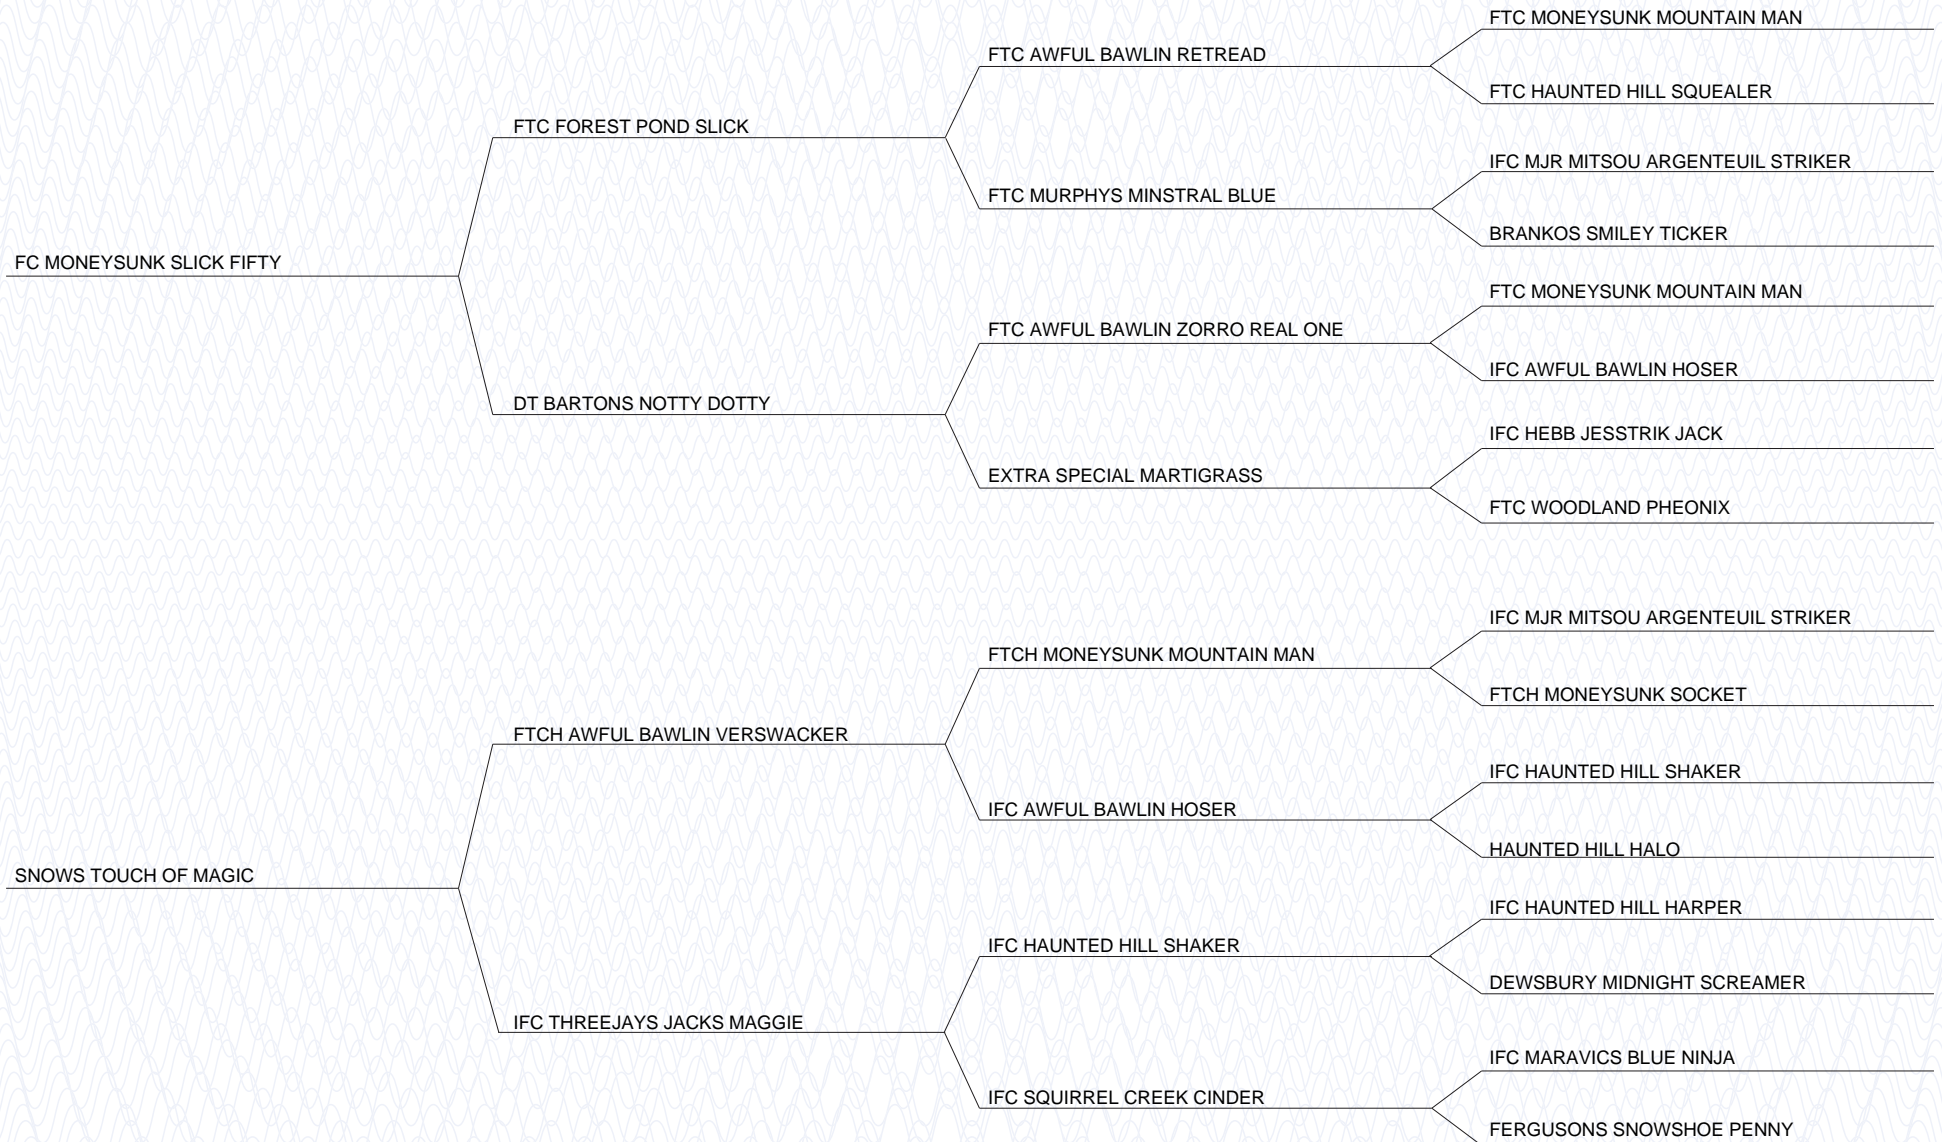 FTC MONEYSUNK MOUNTAIN MAN
FTC AWFUL BAWLIN RETREAD
FTC HAUNTED HILL SQUEALER
FTC FOREST POND SLICK
IFC MJR MITSOU ARGENTEUIL STRIKER
FTC MURPHYS MINSTRAL BLUE
BRANKOS SMILEY TICKER
FC MONEYSUNK SLICK FIFTY
FTC MONEYSUNK MOUNTAIN MAN
FTC AWFUL BAWLIN ZORRO REAL ONE
IFC AWFUL BAWLIN HOSER
DT BARTONS NOTTY DOTTY
IFC HEBB JESSTRIK JACK
EXTRA SPECIAL MARTIGRASS
FTC WOODLAND PHEONIX
IFC MJR MITSOU ARGENTEUIL STRIKER
FTCH MONEYSUNK MOUNTAIN MAN
FTCH MONEYSUNK SOCKET
FTCH AWFUL BAWLIN VERSWACKER
IFC HAUNTED HILL SHAKER
IFC AWFUL BAWLIN HOSER
HAUNTED HILL HALO
SNOWS TOUCH OF MAGIC
IFC HAUNTED HILL HARPER
IFC HAUNTED HILL SHAKER
DEWSBURY MIDNIGHT SCREAMER
IFC THREEJAYS JACKS MAGGIE
IFC MARAVICS BLUE NINJA
IFC SQUIRREL CREEK CINDER
FERGUSONS SNOWSHOE PENNY